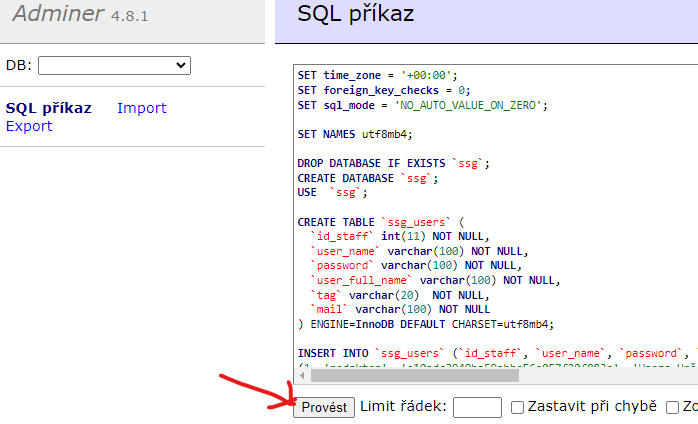 Adminer 4.8.1
SQL příkaz
DB:
SQL příkaz Import
Export
SET time_zone = '+00:00';
SET foreign_key_checks = 0;
SET sql_mode = 'NO_AUTO_VALUE_ON_ZERO';
SET NAMES utf8mb4;
DROP DATABASE IF EXISTS `ssg`;
CREATE DATABASE `ssg`;
USE `ssg`;
CREATE TABLE `ssg_users` (
`id_staff` int(11) NOT NULL,
`user_name` varchar(100) NOT NULL,
`password` varchar(100) NOT NULL,
`user_full_name` varchar(100) NOT NULL,
`tag` varchar(20) NOT NULL,
`mail` varchar(100) NOT NULL
) ENGINE=InnoDB DEFAULT CHARSET=utf8mb4;
INSERT INTO `ssg_users` (`id_staff`, `user_name`, `password`,
Provést Limit řádek: Zastavit při chybě